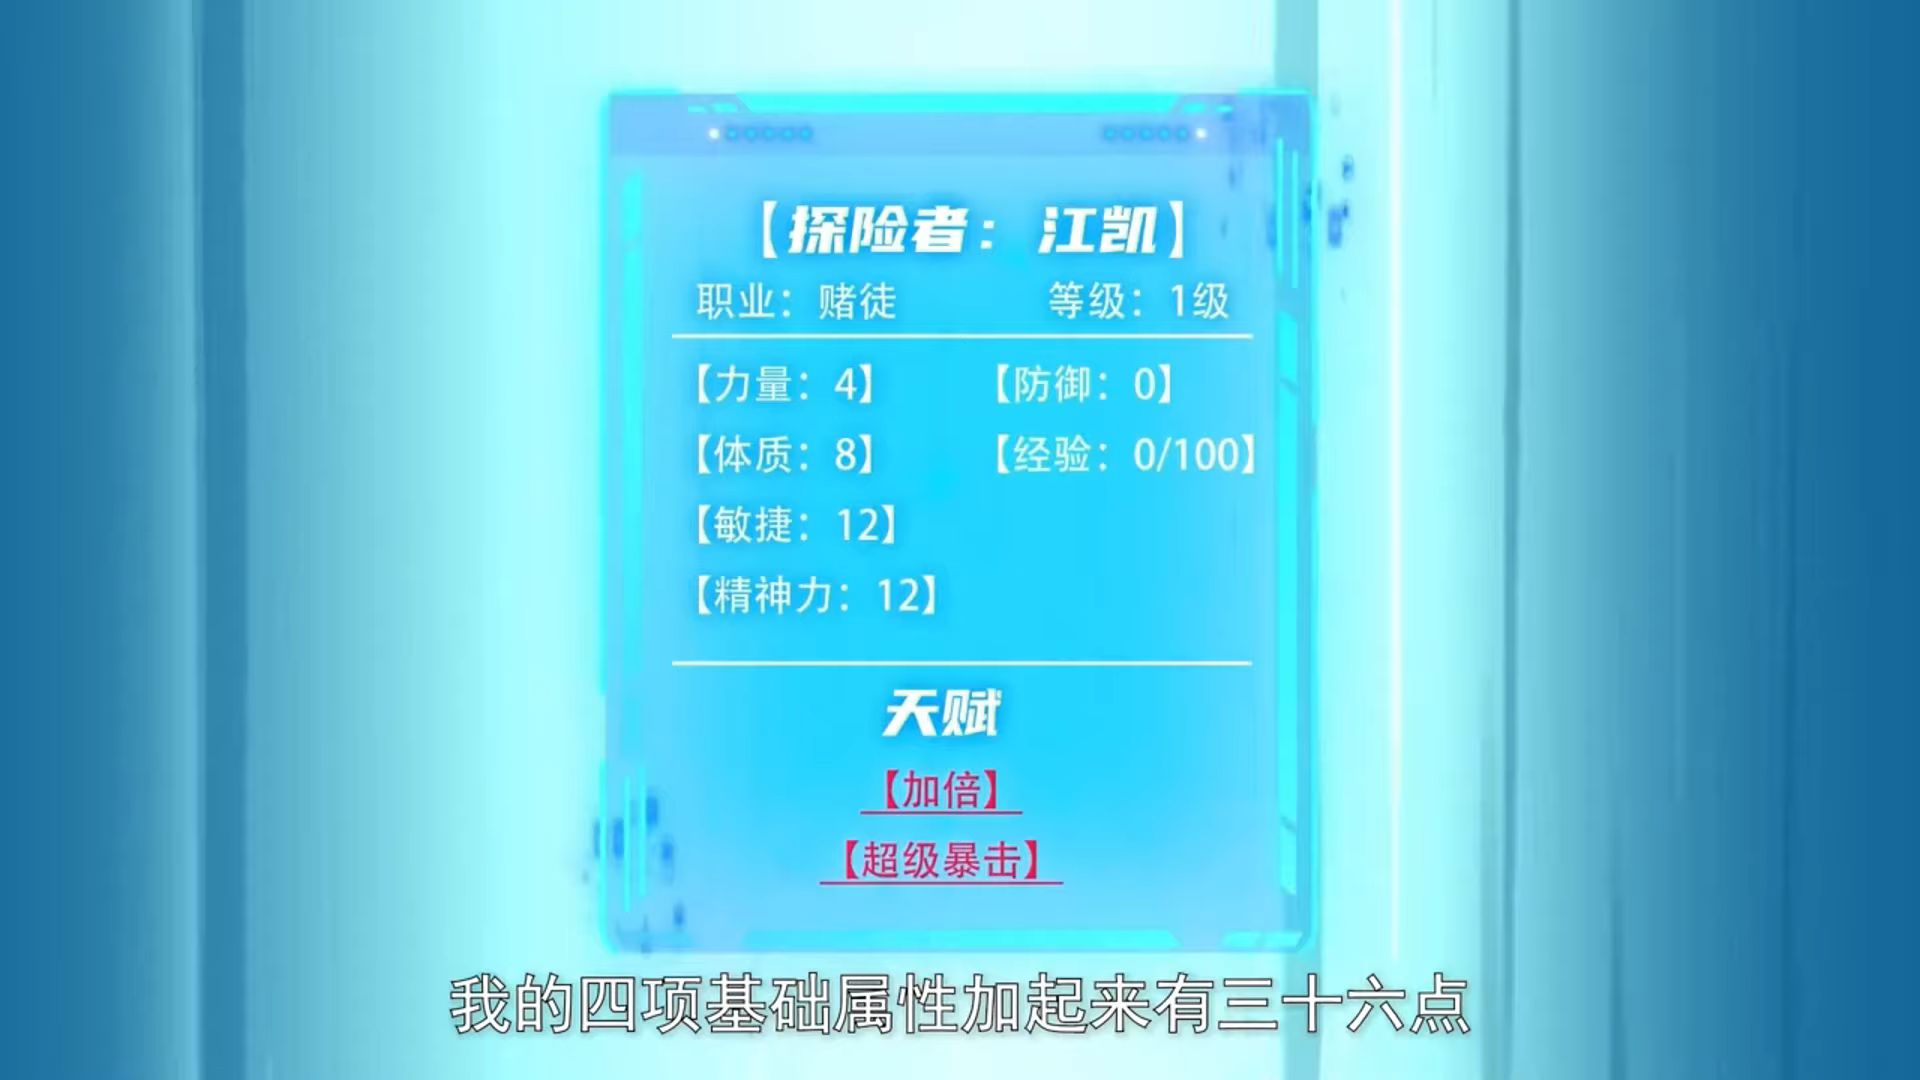 【探险者：江凯】
职业：赌徒 等级：1级
【力量：4】 【防御：0】
【体质：8】 【经验：0/100】
【敏捷：12】
【精神力：12】
天赋
【加倍】
【超级暴击】
我的四项基础属性加起来有三十六点